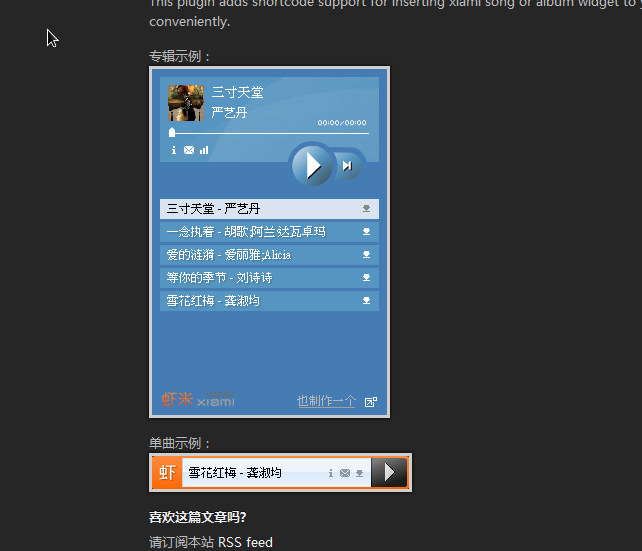 This plugin adds shortcode support for inserting xiami song or album widget to y
conveniently.
专辑示例：
三寸天堂
严艺丹
00:00/00:00
三寸天堂 - 严艺丹
一念执着 - 胡歌;阿兰·达瓦卓玛
爱的涟漪 - 爱丽雅;Alicia
等你的季节 - 刘诗诗
雪花红梅 - 龚淑均
虾米 xiami
也制作一个
单曲示例：
虾 雪花红梅 - 龚淑均
喜欢这篇文章吗?
请订阅本站 RSS feed